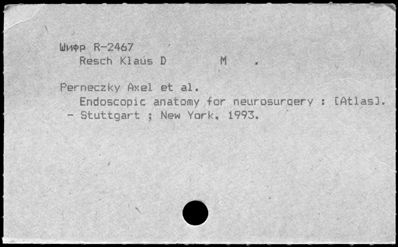 Шифр R-2467
Resch Klaus D M .
Perneczky Axel et al.
Endoscopic anatomy for neurosurgery : [Atlas].
- Stuttgart ; New York, 1993.